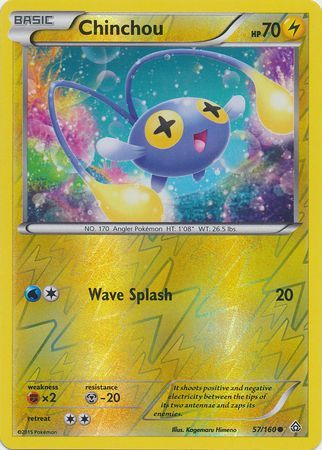 BASIC
Chinchou
HP 70
NO. 170 Angler Pokémon HT: 1'08" WT: 26.5 lbs.
Wave Splash 20
weakness
×2
resistance
-20
retreat
It shoots positive and negative
electricity between the tips of
its two antennae and zaps its
enemies.
©2015 Pokémon
Illus. Kagemaru Himeno
57/160